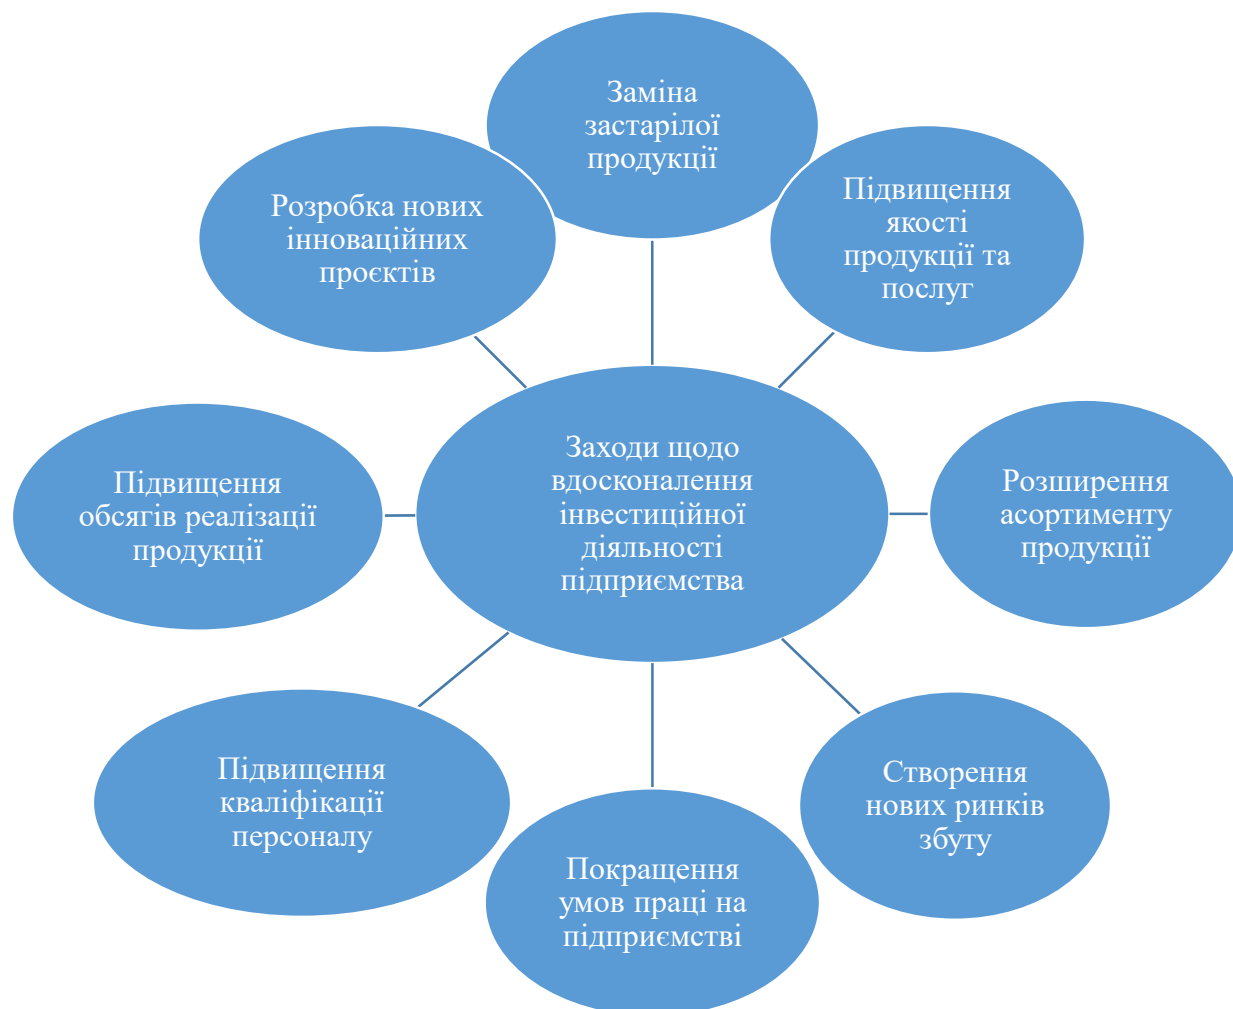 Заміна
застарілої
продукції
Підвищення
якості
продукції та
послуг
Розширення
асортименту
продукції
Створення
нових ринків
збуту
Покращення
умов праці на
підприємстві
Підвищення
кваліфікації
персоналу
Підвищення
обсягів реалізації
продукції
Розробка нових
інноваційних
проєктів
Заходи щодо
вдосконалення
інвестиційної
діяльності
підприємства